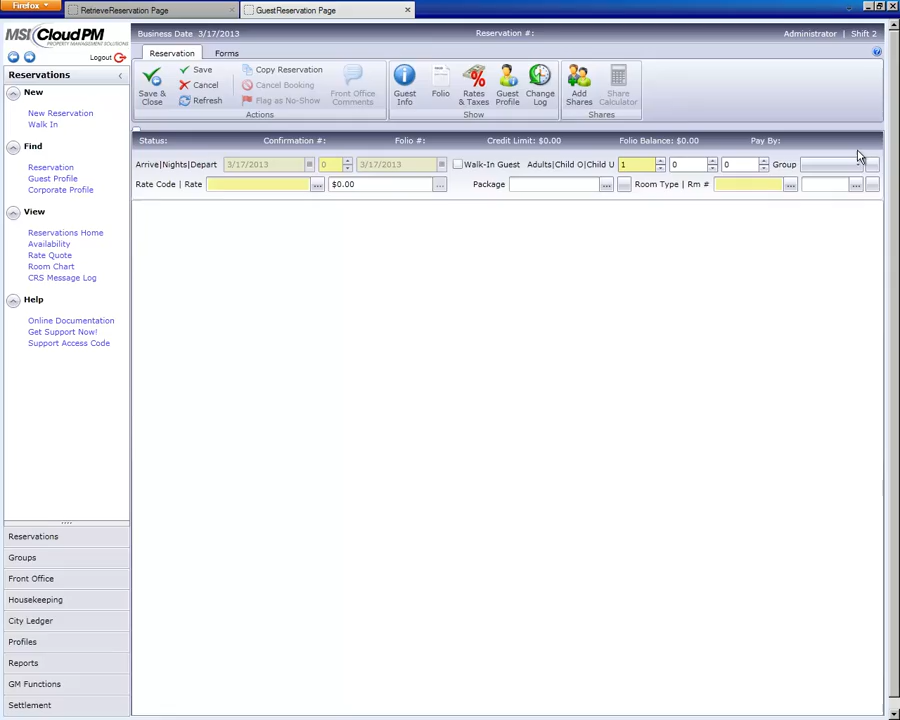 Firefox
RetrieveReservation Page
GuestReservation Page
MSI CloudPM
PROPERTY MANAGEMENT SOLUTIONS
Business Date 3/17/2013
Reservation #:
Administrator | Shift 2
Logout
Reservation
Forms
Reservations
New
New Reservation
Walk In
Find
Reservation
Guest Profile
Corporate Profile
View
Reservations Home
Availability
Rate Quote
Room Chart
CRS Message Log
Help
Online Documentation
Get Support Now!
Support Access Code
Reservations
Groups
Front Office
Housekeeping
City Ledger
Profiles
Reports
GM Functions
Settlement
Save & Close
Save
Cancel
Refresh
Copy Reservation
Cancel Booking
Flag as No-Show
Front Office Comments
Actions
Guest Info
Folio
Rates & Taxes
Guest Profile
Change Log
Show
Add Shares
Share Calculator
Shares
Status: Confirmation #: Folio #: Credit Limit: $0.00 Folio Balance: $0.00 Pay By:
Arrive|Nights|Depart 3/17/2013 0 3/17/2013 Walk-In Guest Adults|Child O|Child U 1 0 0 Group
Rate Code | Rate $0.00 Package Room Type | Rm #